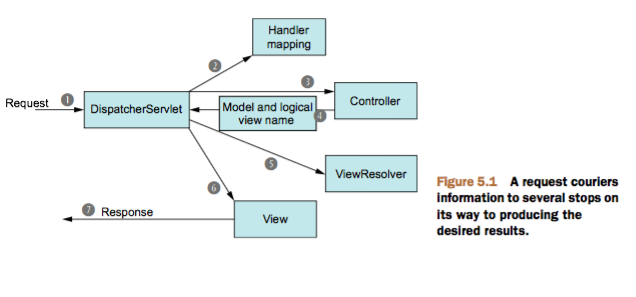 Handler
mapping
2
3
Request 1
DispatcherServlet
Model and logical
view name
4
Controller
5
ViewResolver
6
7 Response
View
Figure 5.1 A request couriers
information to several stops on
its way to producing the
desired results.